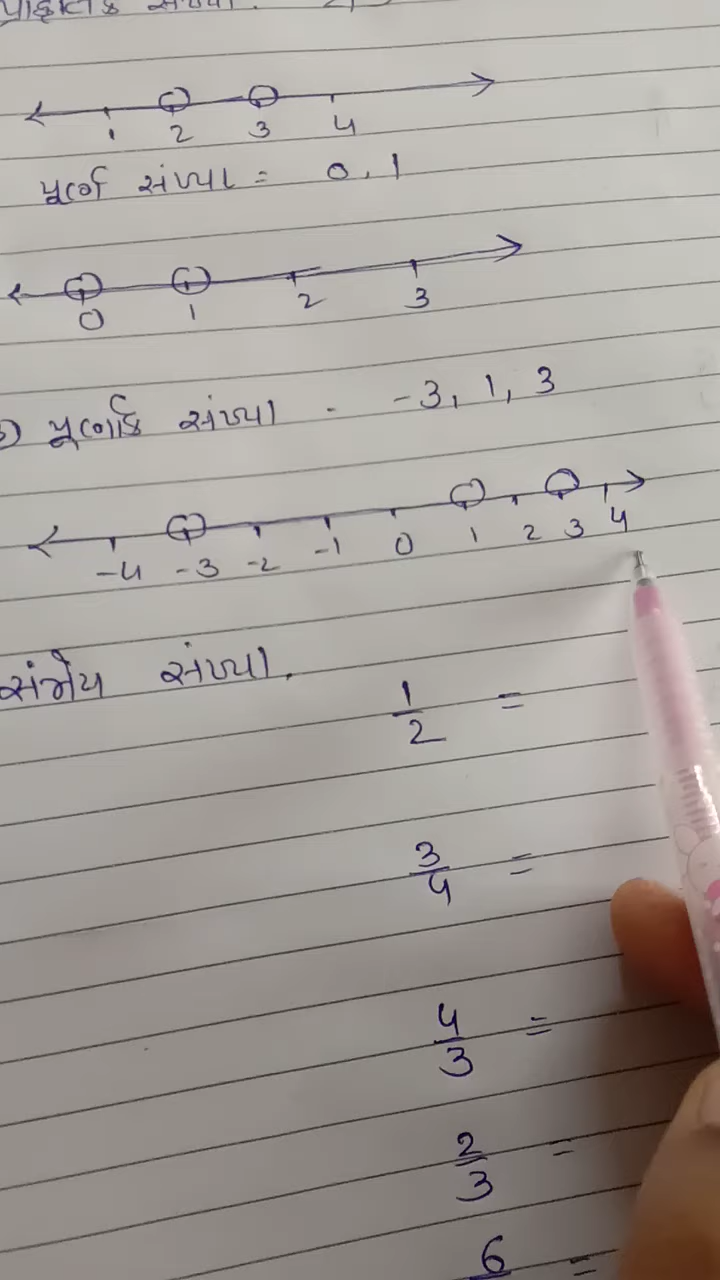 પ્રાકૃતિક સંખ્યા.
1 2 3 4
પૂર્ણ સંખ્યા = 0, 1
0 1 2 3
પૂર્ણાંક સંખ્યા - -3, 1, 3
-4 -3 -2 -1 0 1 2 3 4
સંમેય સંખ્યા.
1/2 =
3/4 =
4/3 =
2/3 =
6 =